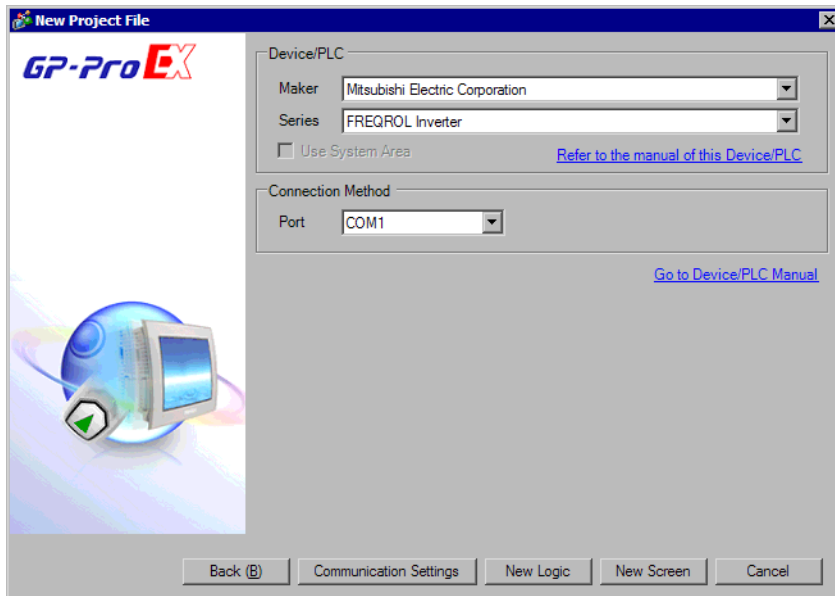 New Project File
GP-Pro EX
Device/PLC
Maker Mitsubishi Electric Corporation
Series FREQROL Inverter
Use System Area Refer to the manual of this Device/PLC
Connection Method
Port COM1
Go to Device/PLC Manual
Back (B) Communication Settings New Logic New Screen Cancel